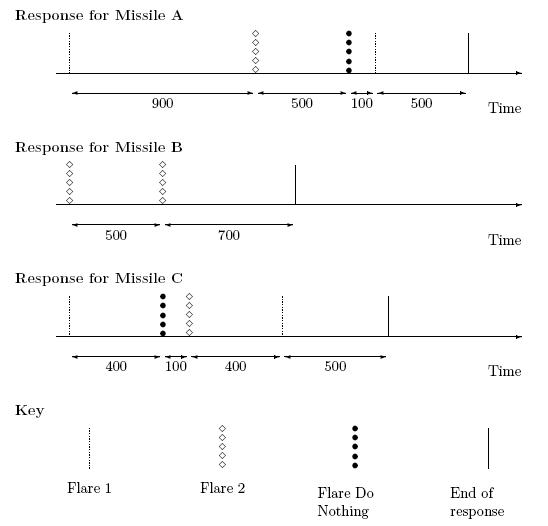 Response for Missile A
900
500
100
500
Time
Response for Missile B
500
700
Time
Response for Missile C
400
100
400
500
Time
Key
Flare 1
Flare 2
Flare Do
Nothing
End of
response